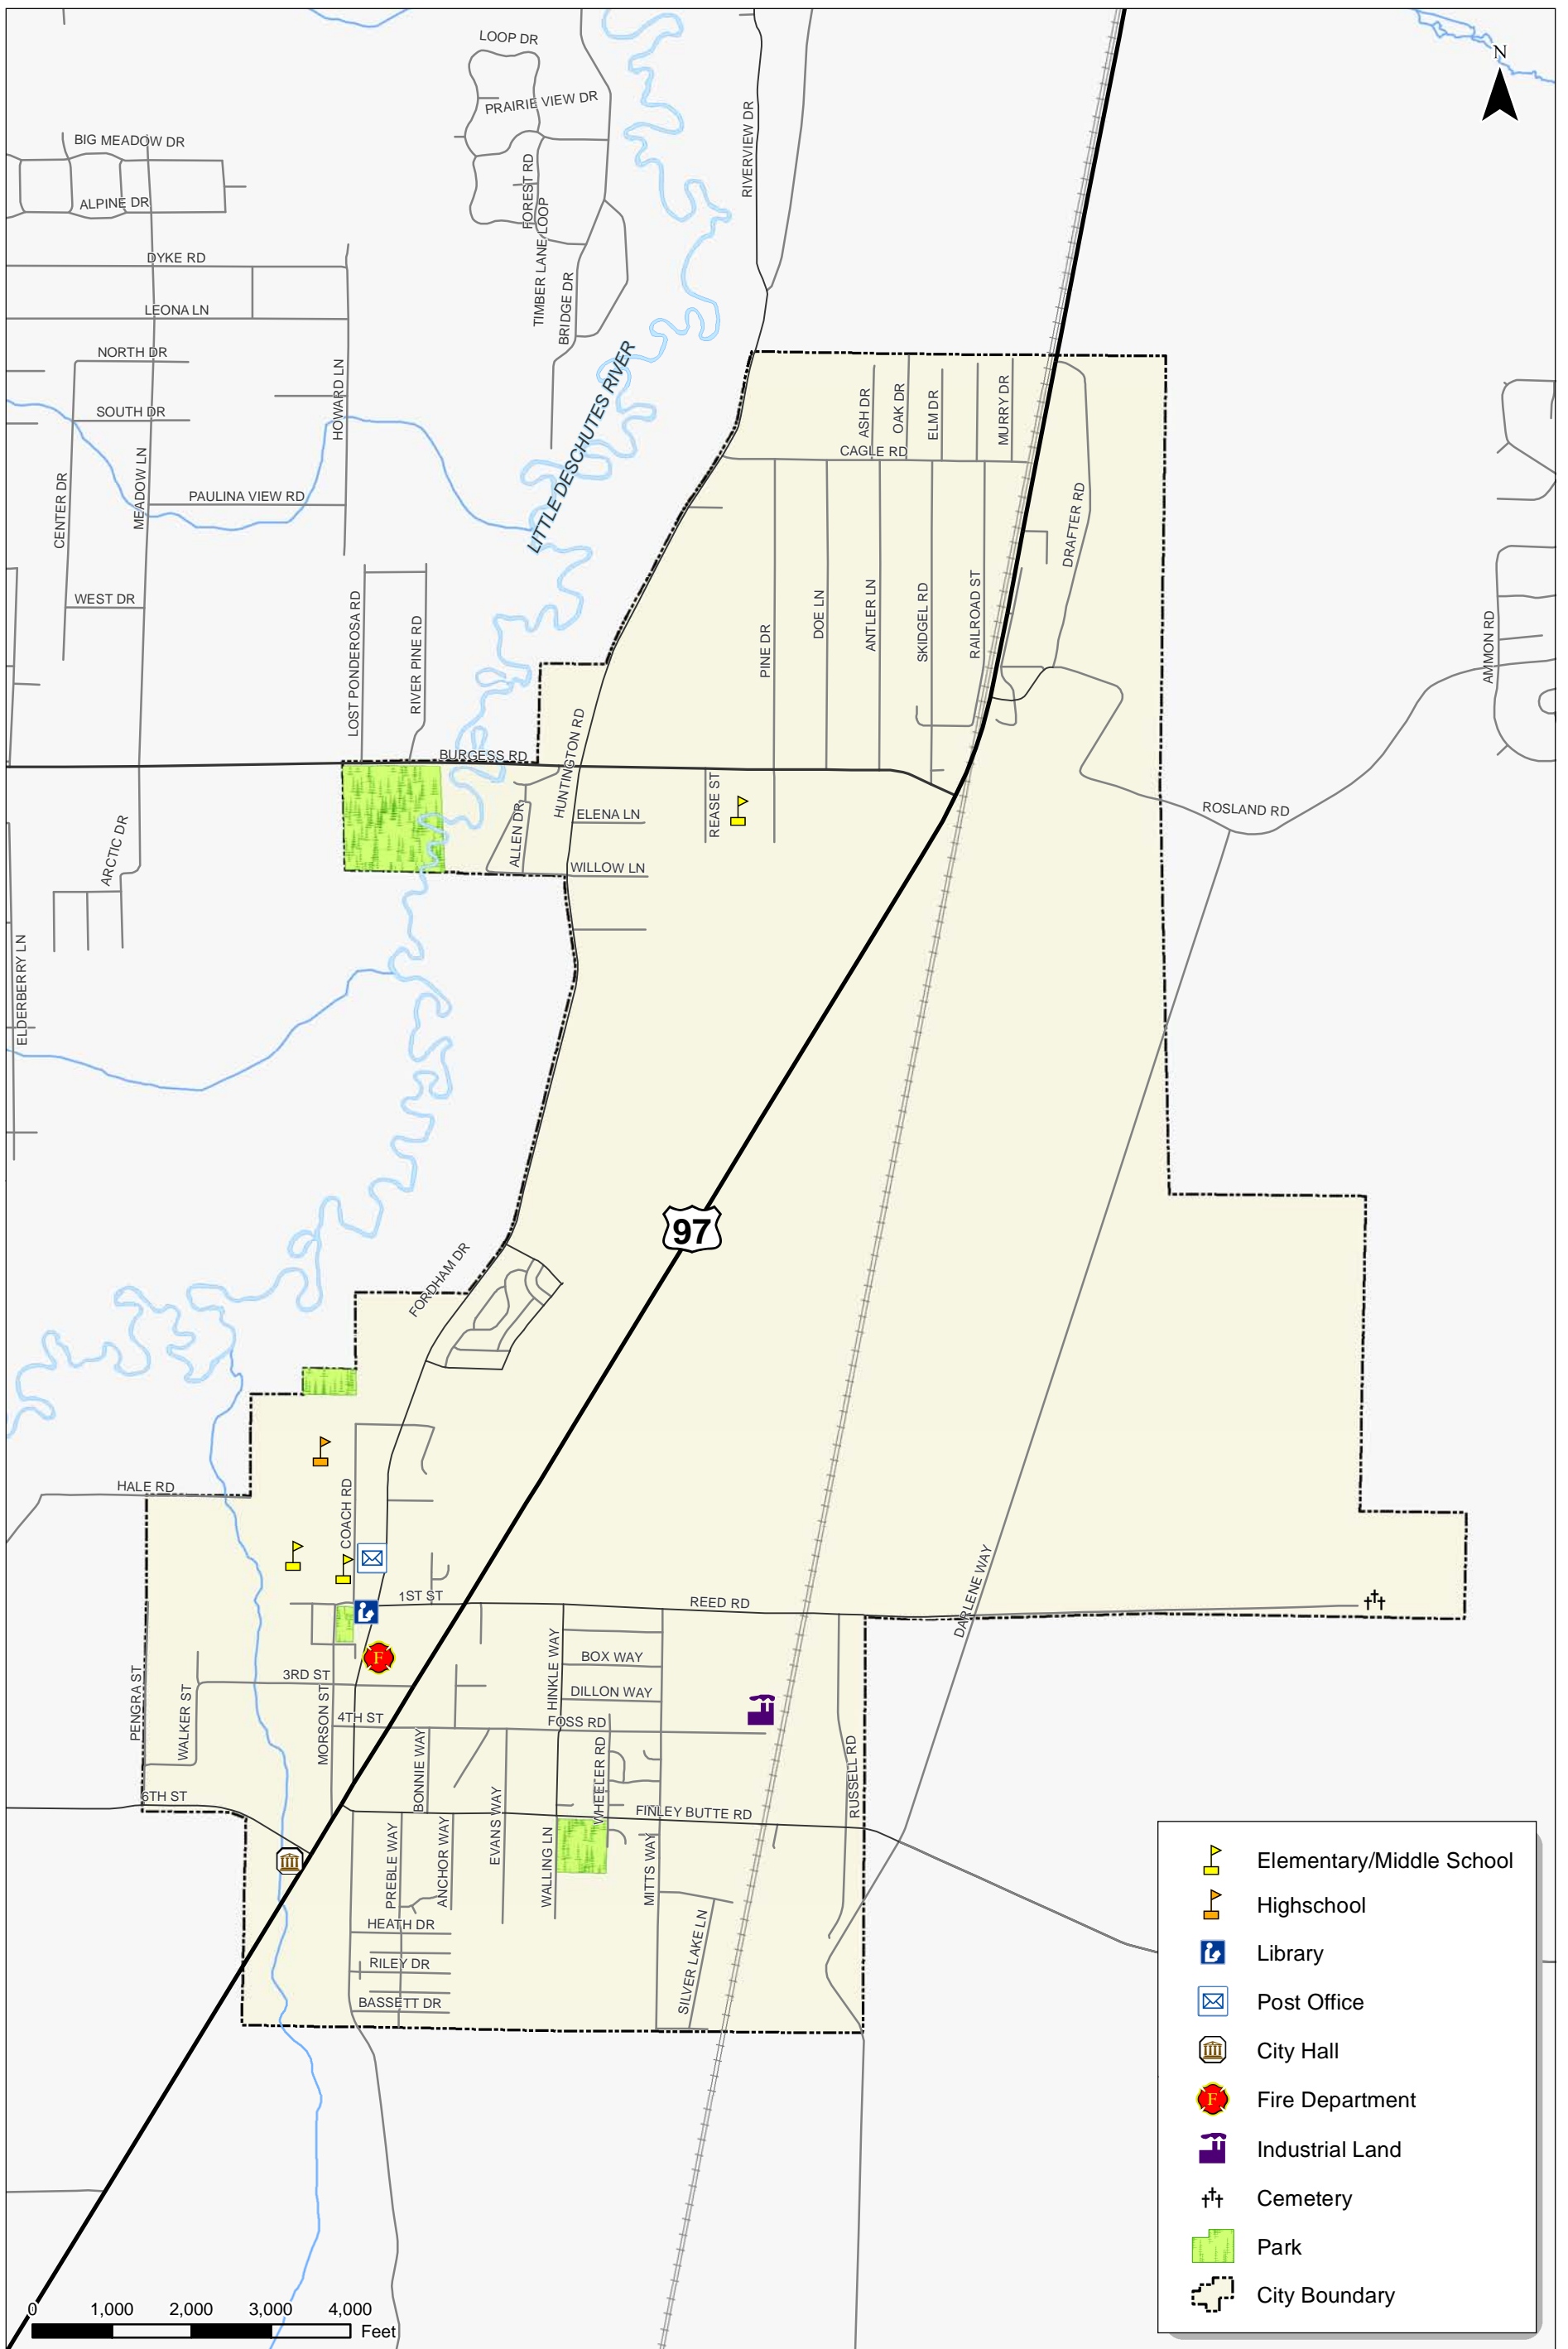 LOOP DR
N
PRAIRIE VIEW DR
RIVERVIEW DR
BIG MEADOW DR
FOREST RD
ALPINE DR
TIMBER LANE LOOP
DYKE RD
BRIDGE DR
LEONA LN
NORTH DR
HOWARD LN
LITTLE DESCHUTES RIVER
ASH DR
OAK DR
ELM DR
MURRY DR
SOUTH DR
CAGLE RD
CENTER DR
MEADOW LN
PAULINA VIEW RD
DRAFTER RD
WEST DR
LOST PONDEROSA RD
RIVER PINE RD
PINE DR
DOE LN
ANTLER LN
SKIDGEL RD
RAILROAD ST
AMMON RD
BURGESS RD
HUNTINGTON RD
ALLEN DR
ELENA LN
REASE ST
ROSLAND RD
ARCTIC DR
WILLOW LN
ELDERBERRY LN
97
FORDHAM DR
HALE RD
COACH RD
1ST ST
REED RD
DARLENE WAY
PENGRA ST
WALKER ST
3RD ST
MORSON ST
HINKLE WAY
BOX WAY
DILLON WAY
4TH ST
FOSS RD
BONNIE WAY
WHEELER RD
RUSSELL RD
6TH ST
FINLEY BUTTE RD
PREBLE WAY
ANCHOR WAY
EVANS WAY
WALLING LN
MITTS WAY
HEATH DR
SILVER LAKE LN
RILEY DR
BASSETT DR
F
Elementary/Middle School
Highschool
Library
Post Office
City Hall
F
Fire Department
Industrial Land
Cemetery
Park
City Boundary
0 1,000 2,000 3,000 4,000
Feet